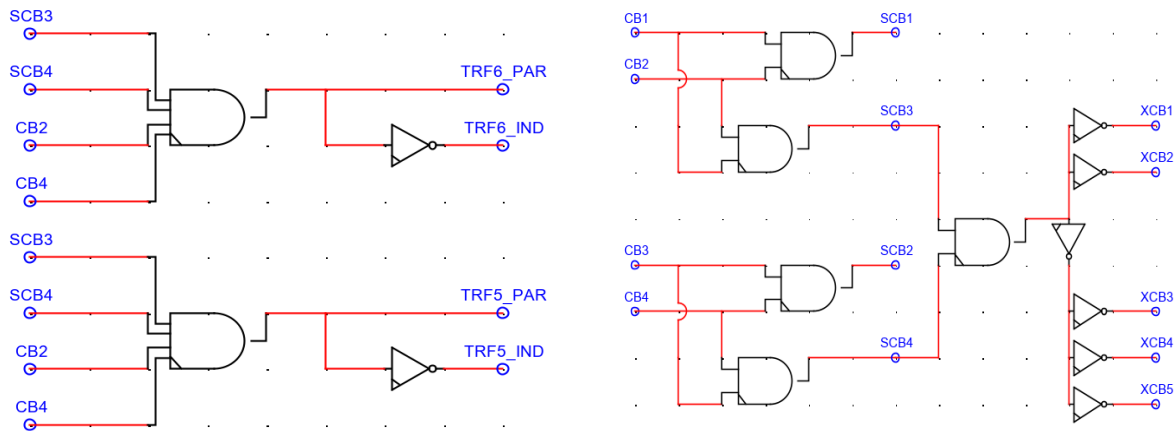 SCB3
SCB4
TRF6_PAR
CB2
TRF6_IND
CB4
SCB3
SCB4
TRF5_PAR
CB2
TRF5_IND
CB4
CB1
SCB1
CB2
SCB3
XCB1
XCB2
CB3
SCB2
CB4
XCB3
SCB4
XCB4
XCB5